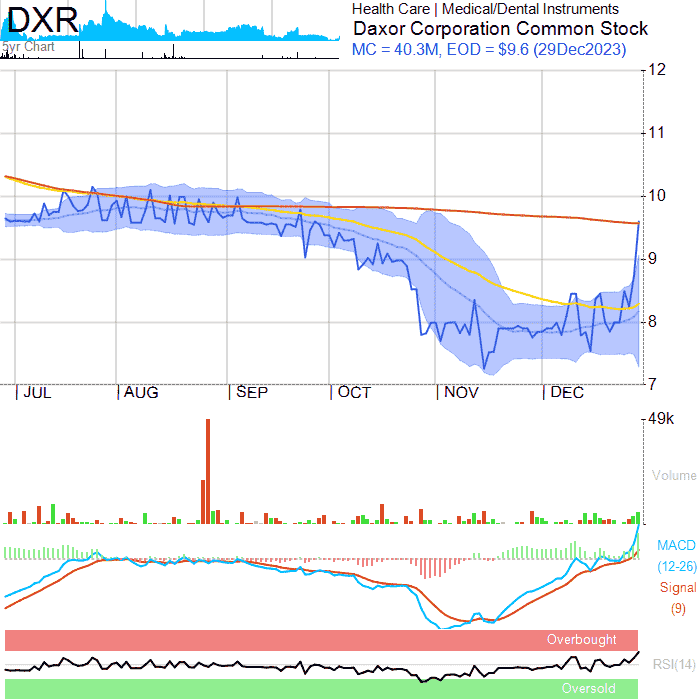 DXR
5yr Chart
Health Care | Medical/Dental Instruments
Daxor Corporation Common Stock
MC = 40.3M, EOD = $9.6 (29Dec2023)
12
11
10
9
8
7
JUL AUG SEP OCT NOV DEC
49k
Volume
MACD
(12-26)
Signal
(9)
Overbought
RSI(14)
Oversold